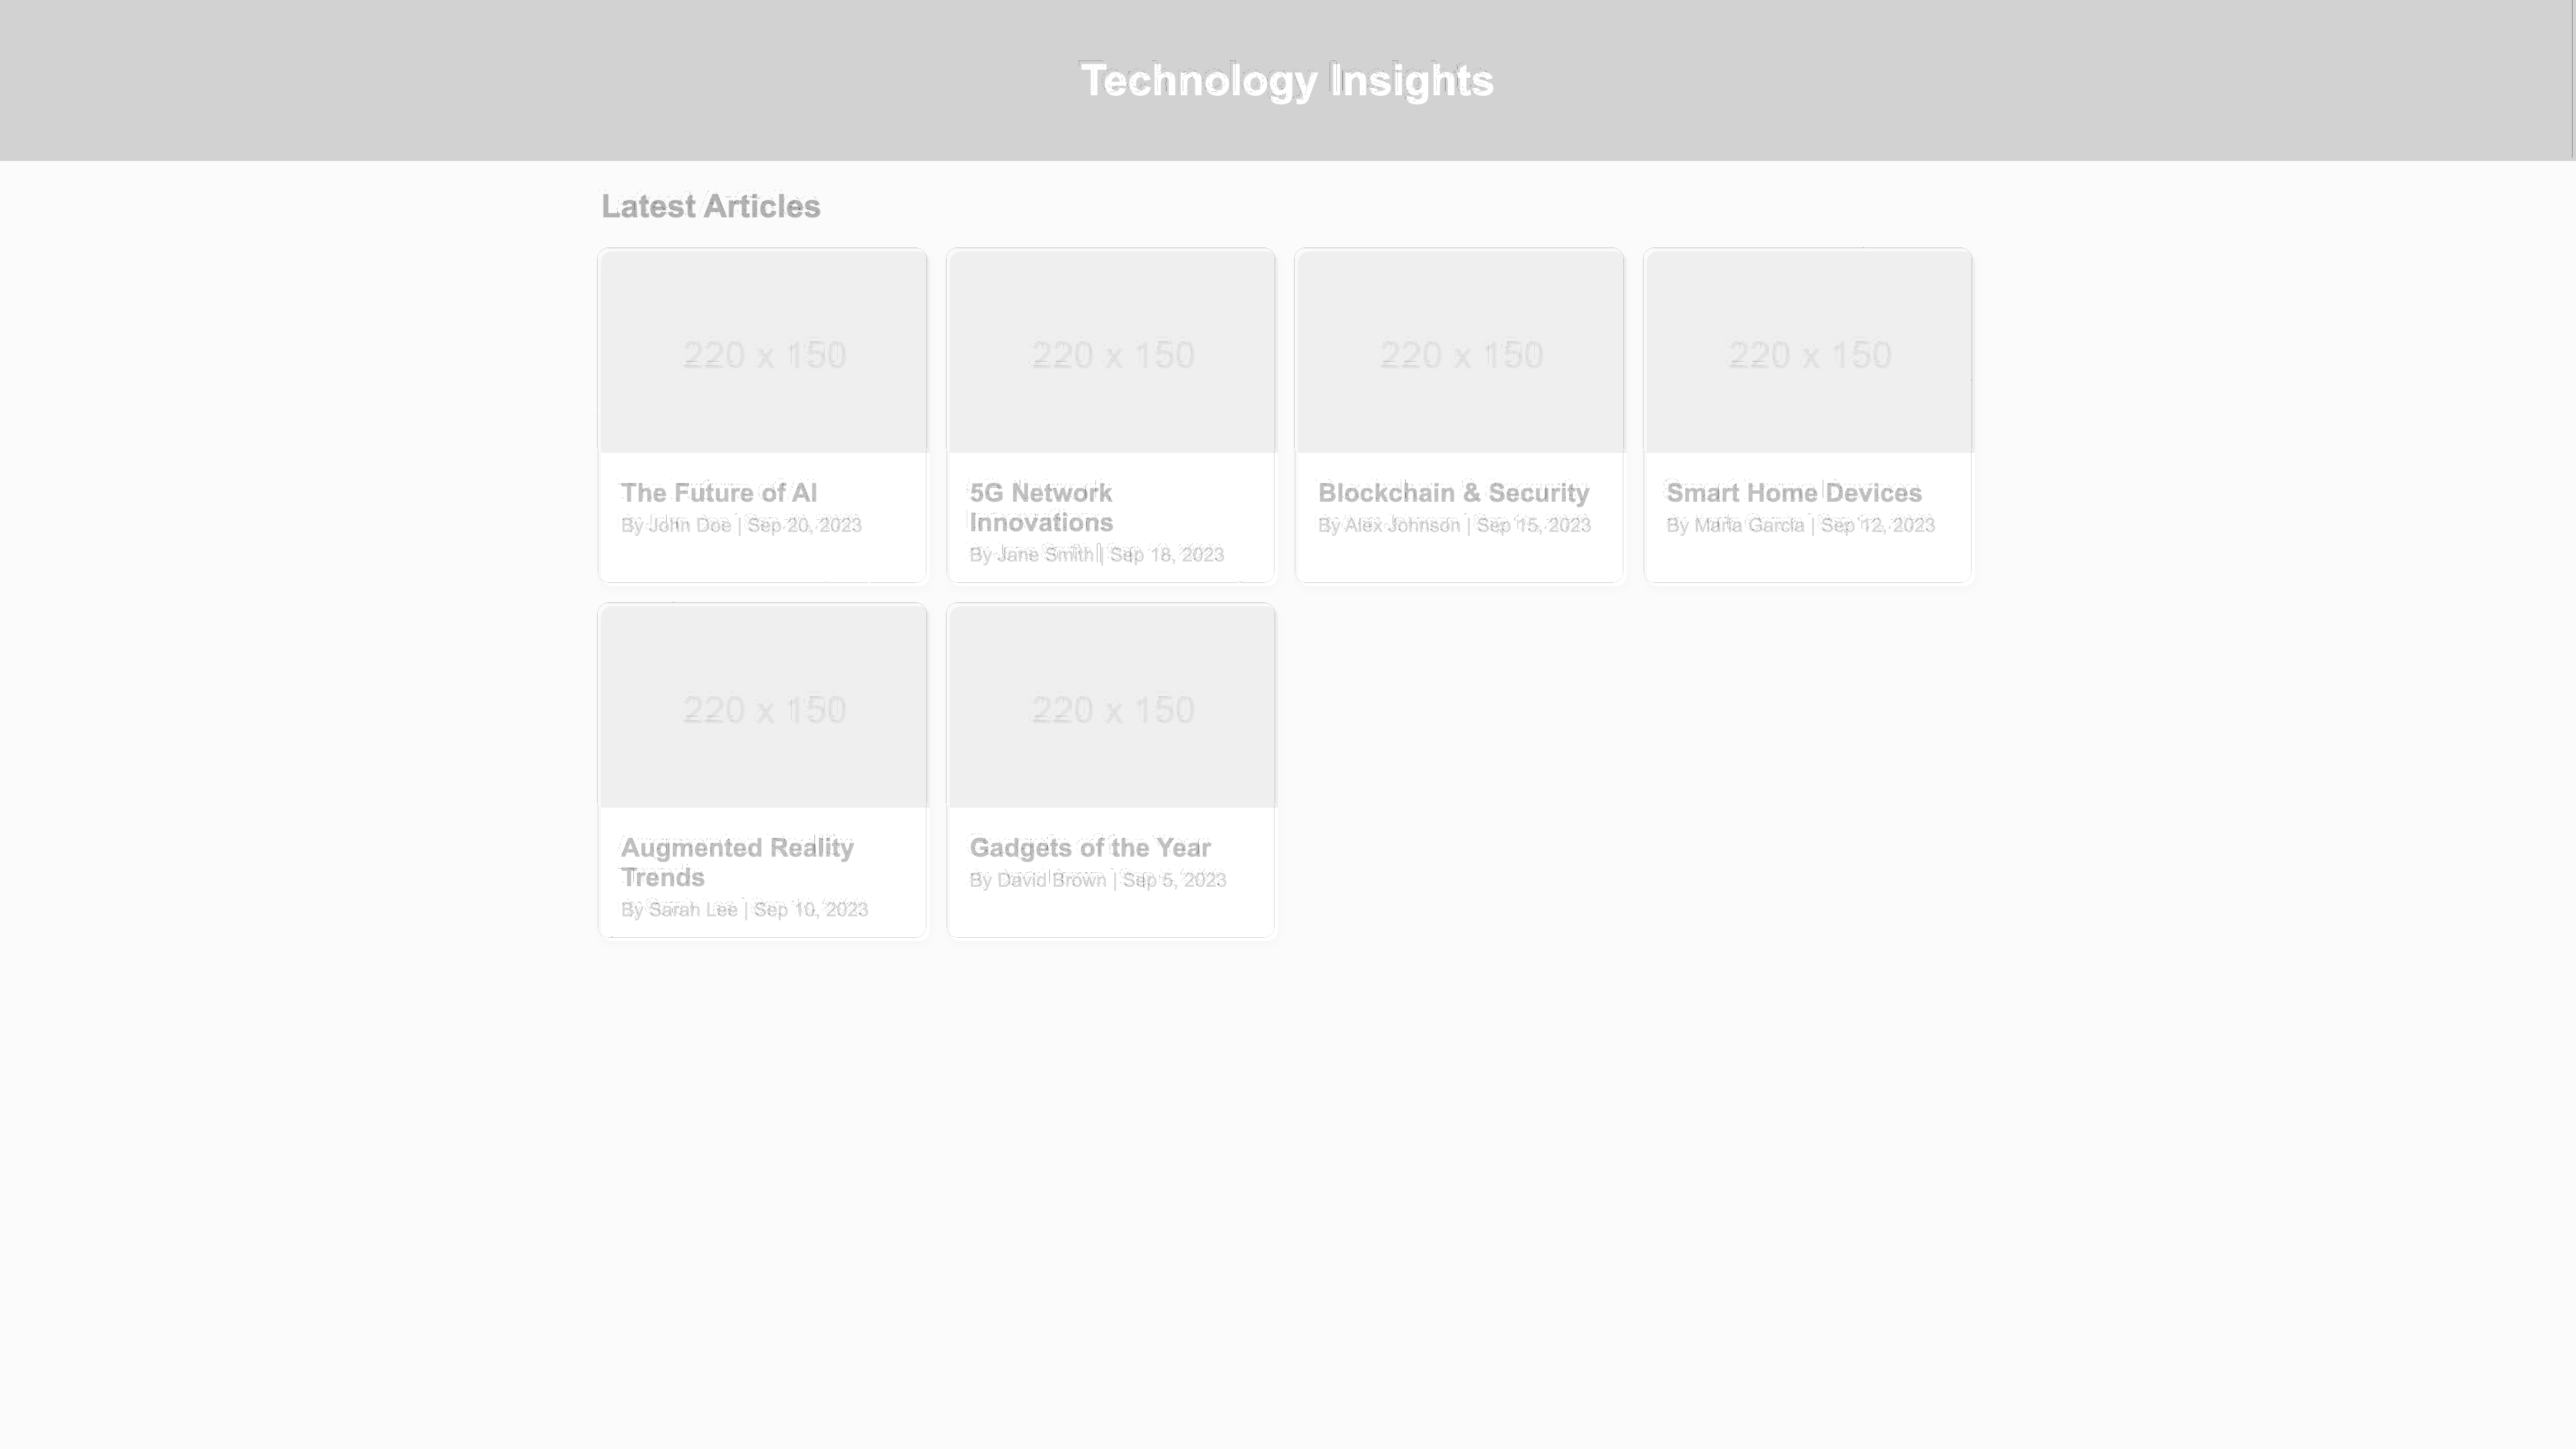 Technology Insights
Latest Articles
220 x 150
220 x 150
220 x 150
220 x 150
The Future of AI
By John Doe | Sep 20, 2023
5G Network
Innovations
By Jane Smith | Sep 18, 2023
Blockchain & Security
By Alex Johnson | Sep 15, 2023
Smart Home Devices
By Maria Garcia | Sep 12, 2023
220 x 150
220 x 150
Augmented Reality
Trends
By Sarah Lee | Sep 10, 2023
Gadgets of the Year
By David Brown | Sep 5, 2023